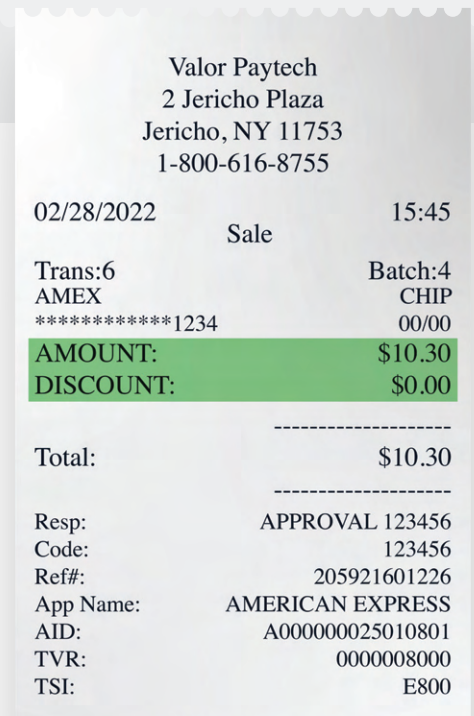 Valor Paytech
2 Jericho Plaza
Jericho, NY 11753
1-800-616-8755
02/28/2022 15:45
Sale
Trans:6 Batch:4
AMEX CHIP
************1234 00/00
AMOUNT: $10.30
DISCOUNT: $0.00
-------------------
Total: $10.30
-------------------
Resp: APPROVAL 123456
Code: 123456
Ref#: 205921601226
App Name: AMERICAN EXPRESS
AID: A000000025010801
TVR: 0000008000
TSI: E800